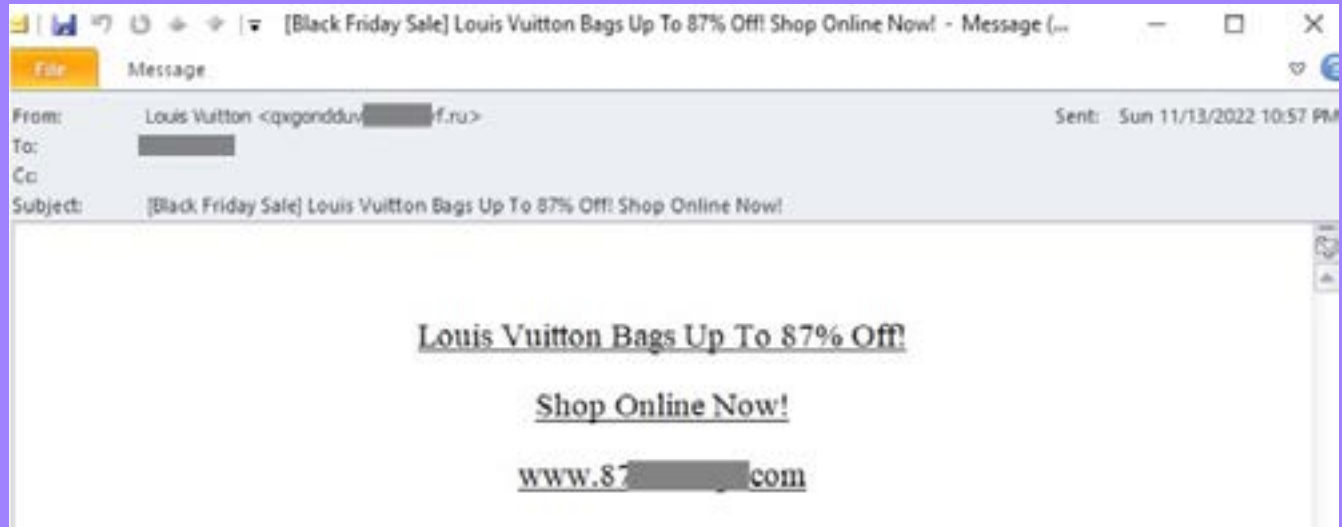 [Black Friday Sale] Louis Vuitton Bags Up To 87% Off! Shop Online Now! - Message (...
File Message
From: Louis Vuitton <qxgondduv f.ru> Sent: Sun 11/13/2022 10:57 PM
To:
Cc:
Subject: [Black Friday Sale] Louis Vuitton Bags Up To 87% Off! Shop Online Now!
Louis Vuitton Bags Up To 87% Off!
Shop Online Now!
www.87 com